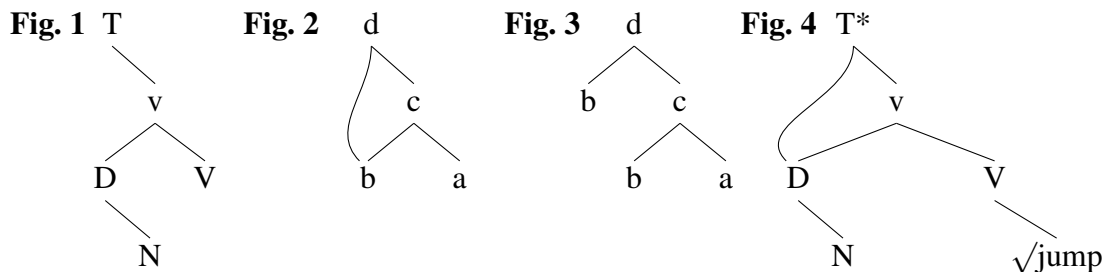 Fig. 1 T Fig. 2 d Fig. 3 d Fig. 4 T*
v c b c v
D V b a b a D V
N N √jump